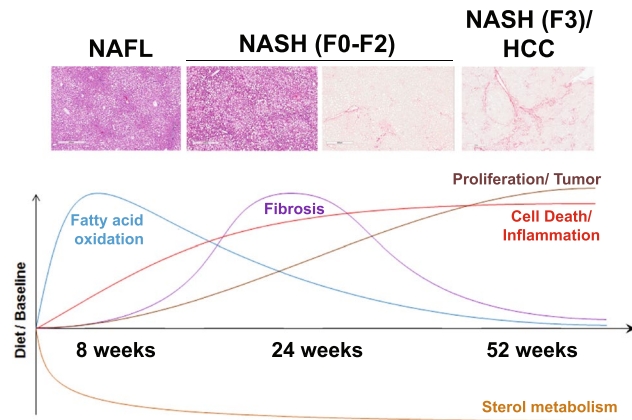 NAFL
NASH (F0-F2)
NASH (F3)/
HCC
Proliferation/ Tumor
Fatty acid
oxidation
Fibrosis
Cell Death/
Inflammation
Diet / Baseline
8 weeks
24 weeks
52 weeks
Sterol metabolism